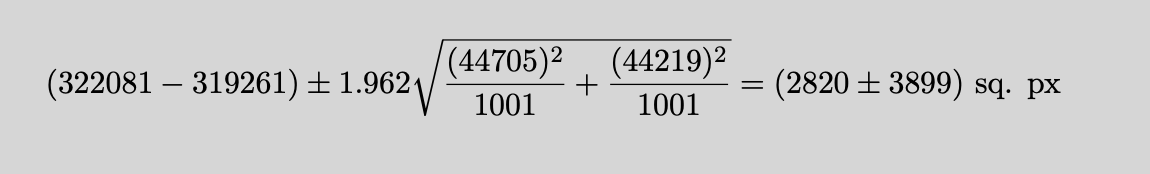 (322081 − 319261) ± 1.962√((44705)²/1001 + (44219)²/1001) = (2820 ± 3899) sq. px